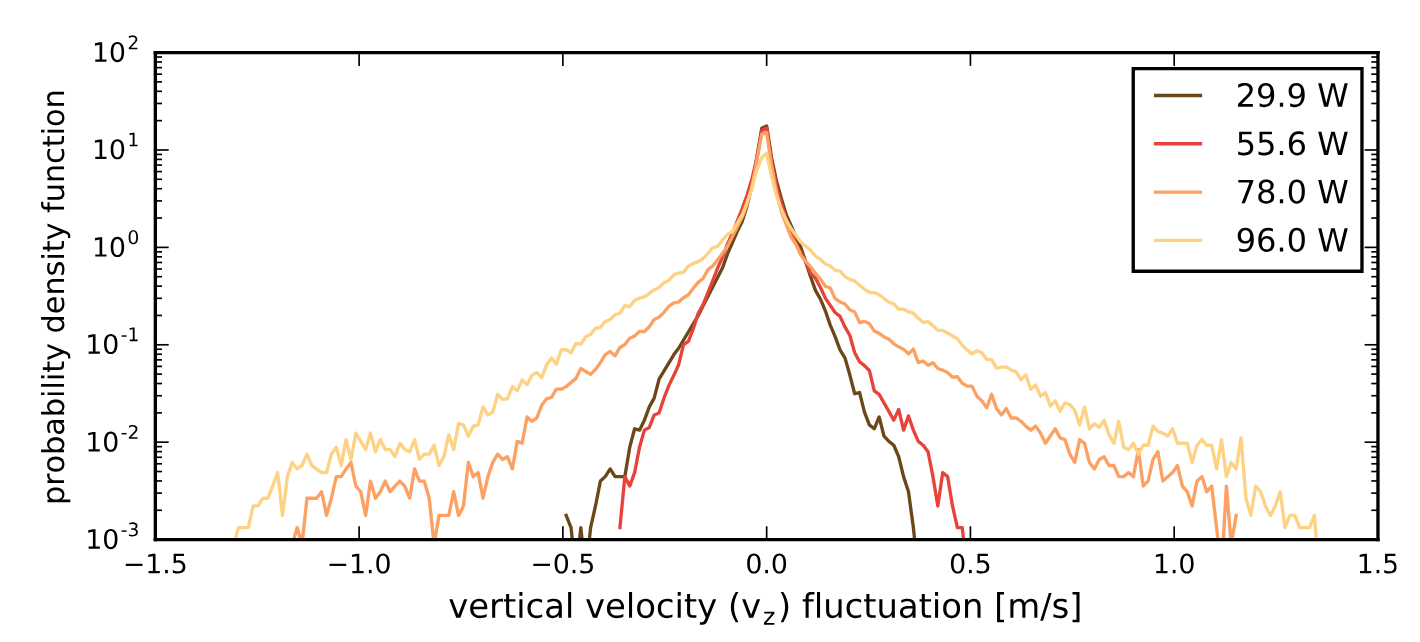 10²
10¹
10⁰
10⁻¹
10⁻²
10⁻³
probability density function
29.9 W
55.6 W
78.0 W
96.0 W
−1.5 −1.0 −0.5 0.0 0.5 1.0 1.5
vertical velocity (v_z) fluctuation [m/s]